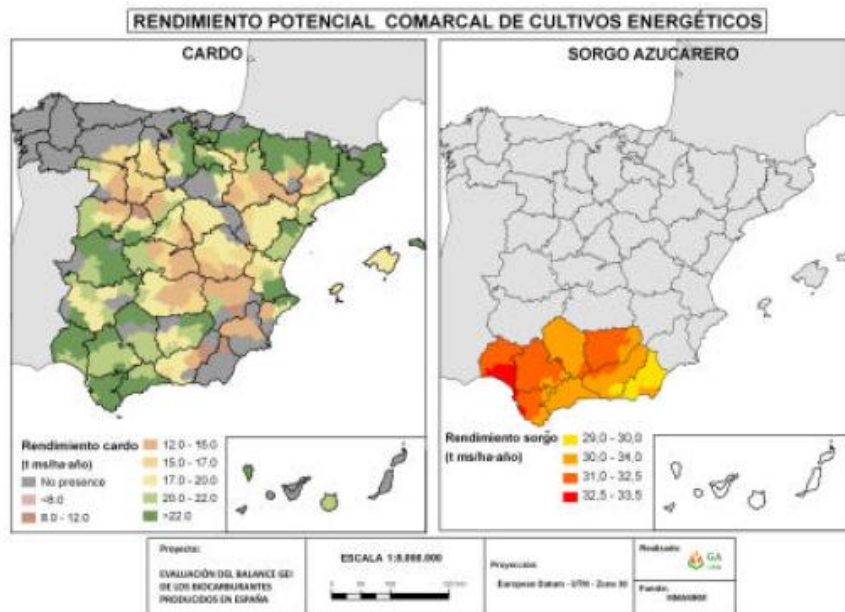 RENDIMIENTO POTENCIAL COMARCAL DE CULTIVOS ENERGÉTICOS
CARDO
SORGO AZUCARERO
Rendimiento cardo
(t ms/ha·año)
No presence
<8.0
8.0 - 12.0
12.0 - 15.0
15.0 - 17.0
17.0 - 20.0
20.0 - 22.0
>22.0
Rendimiento sorgo
(t ms/ha·año)
29,0 - 30,0
30,0 - 34,0
31,0 - 32,5
32,5 - 33,5
Proyecto:
EVALUACIÓN DEL BALANCE GEI
DE LOS BIOCARBURANTES
PRODUCIDOS EN ESPAÑA
ESCALA 1:8.000.000
Proyección:
European Datum - UTM - Zone 30
Realizado:
GA
Fuente: